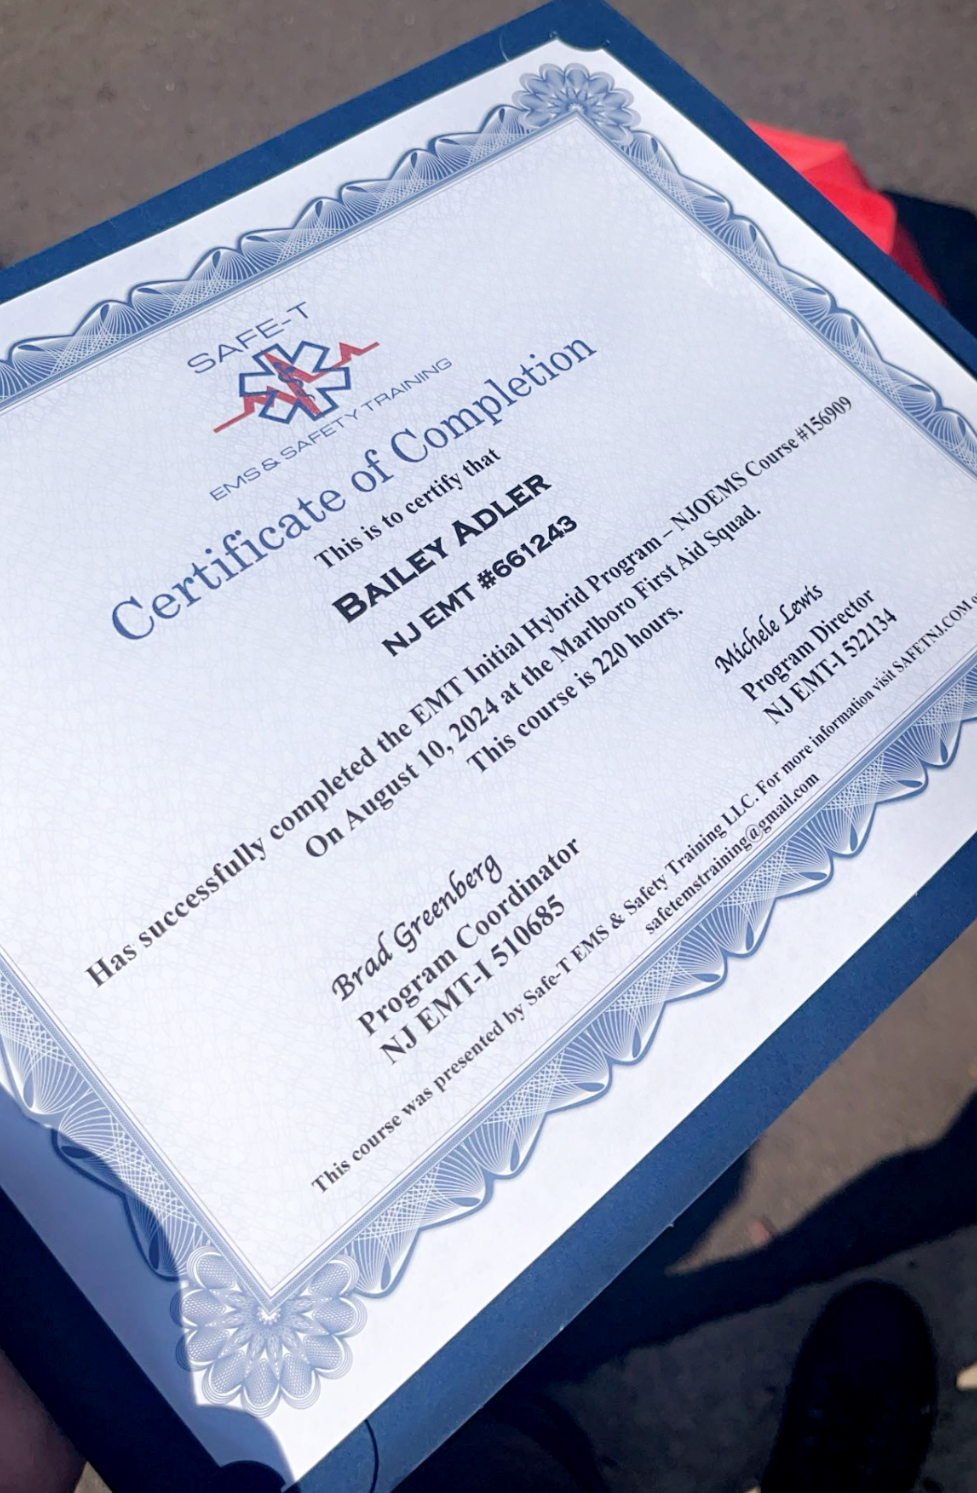 SAFE-T
EMS & SAFETY TRAINING
Certificate of Completion
This is to certify that
BAILEY ADLER
NJ EMT #661243
Has successfully completed the EMT Initial Hybrid Program – NJOEMS Course #156909
On August 10, 2024 at the Marlboro First Aid Squad.
This course is 220 hours.
Brad Greenberg
Program Coordinator
NJ EMT-I 510685
Michele Lewis
Program Director
NJ EMT-I 522134
This course was presented by Safe-T EMS & Safety Training LLC. For more information visit SAFETNJ.COM
safetemstraining@gmail.com